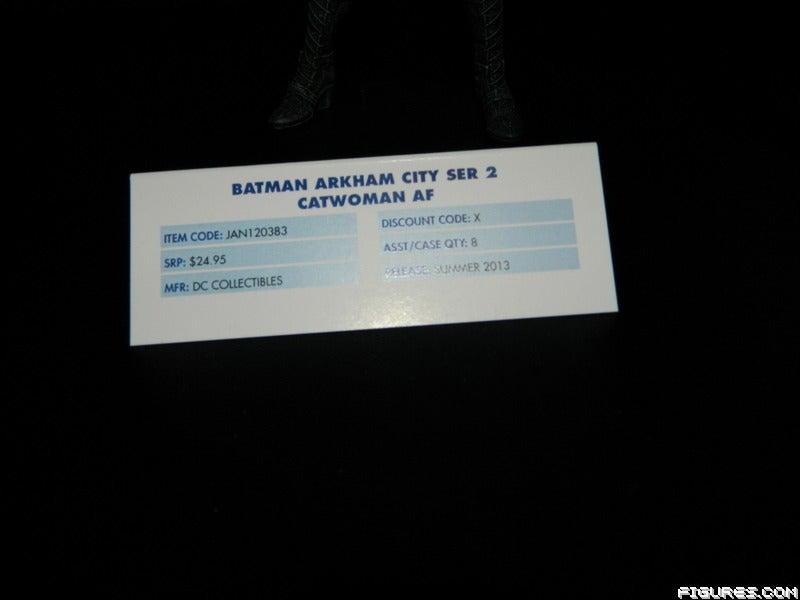 BATMAN ARKHAM CITY SER 2
CATWOMAN AF
ITEM CODE: JAN120383
SRP: $24.95
MFR: DC COLLECTIBLES
DISCOUNT CODE: X
ASST/CASE QTY: 8
RELEASE: SUMMER 2013
FIGURES.COM